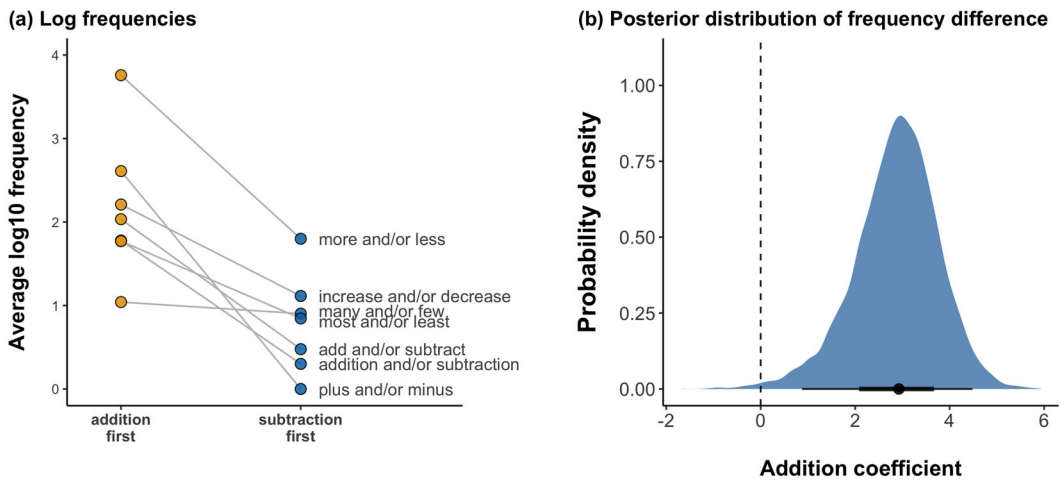 (a) Log frequencies
Average log10 frequency
4
3
2
1
0
more and/or less
increase and/or decrease
many and/or few
most and/or least
add and/or subtract
addition and/or subtraction
plus and/or minus
addition
first
subtraction
first
(b) Posterior distribution of frequency difference
Probability density
1.00
0.75
0.50
0.25
0.00
-2
0
2
4
6
Addition coefficient